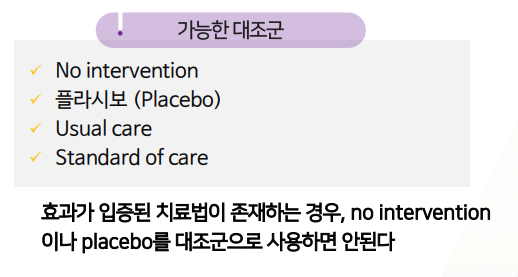 가능한 대조군
No intervention
플라시보 (Placebo)
Usual care
Standard of care
효과가 입증된 치료법이 존재하는 경우, no intervention
이나 placebo를 대조군으로 사용하면 안된다